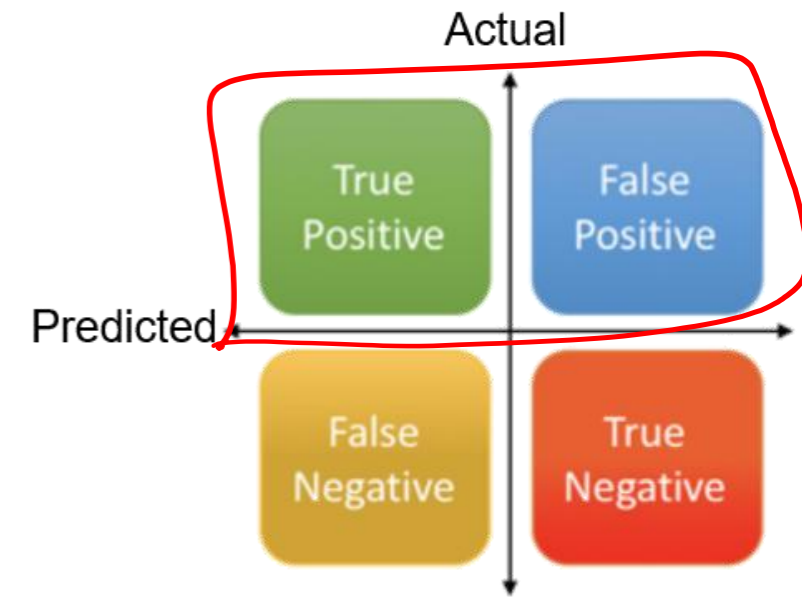 Actual
True
Positive
False
Positive
Predicted
False
Negative
True
Negative